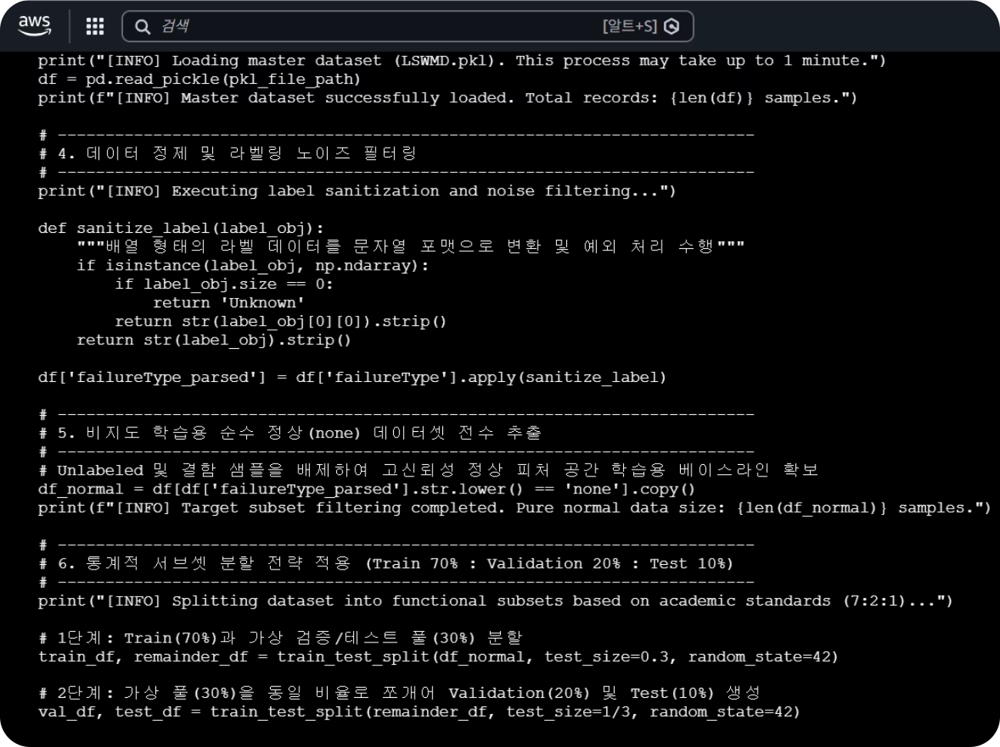 aws
검색
[알트+S]
print("[INFO] Loading master dataset (LSWMD.pkl). This process may take up to 1 minute.")
df = pd.read_pickle(pkl_file_path)
print(f"[INFO] Master dataset successfully loaded. Total records: {len(df)} samples.")
# -------------------------------------------------------------------------
# 4. 데이터 정제 및 라벨링 노이즈 필터링
# -------------------------------------------------------------------------
print("[INFO] Executing label sanitization and noise filtering...")
def sanitize_label(label_obj):
    """배열 형태의 라벨 데이터를 문자열 포맷으로 변환 및 예외 처리 수행"""
    if isinstance(label_obj, np.ndarray):
        if label_obj.size == 0:
            return 'Unknown'
        return str(label_obj[0][0]).strip()
    return str(label_obj).strip()
df['failureType_parsed'] = df['failureType'].apply(sanitize_label)
# -------------------------------------------------------------------------
# 5. 비지도 학습용 순수 정상(none) 데이터셋 전수 추출
# -------------------------------------------------------------------------
# Unlabeled 및 결함 샘플을 배제하여 고신뢰성 정상 피처 공간 학습용 베이스라인 확보
df_normal = df[df['failureType_parsed'].str.lower() == 'none'].copy()
print(f"[INFO] Target subset filtering completed. Pure normal data size: {len(df_normal)} samples.")
# -------------------------------------------------------------------------
# 6. 통계적 서브셋 분할 전략 적용 (Train 70% : Validation 20% : Test 10%)
# -------------------------------------------------------------------------
print("[INFO] Splitting dataset into functional subsets based on academic standards (7:2:1)...")
# 1단계: Train(70%)과 가상 검증/테스트 풀(30%) 분할
train_df, remainder_df = train_test_split(df_normal, test_size=0.3, random_state=42)
# 2단계: 가상 풀(30%)을 동일 비율로 쪼개어 Validation(20%) 및 Test(10%) 생성
val_df, test_df = train_test_split(remainder_df, test_size=1/3, random_state=42)